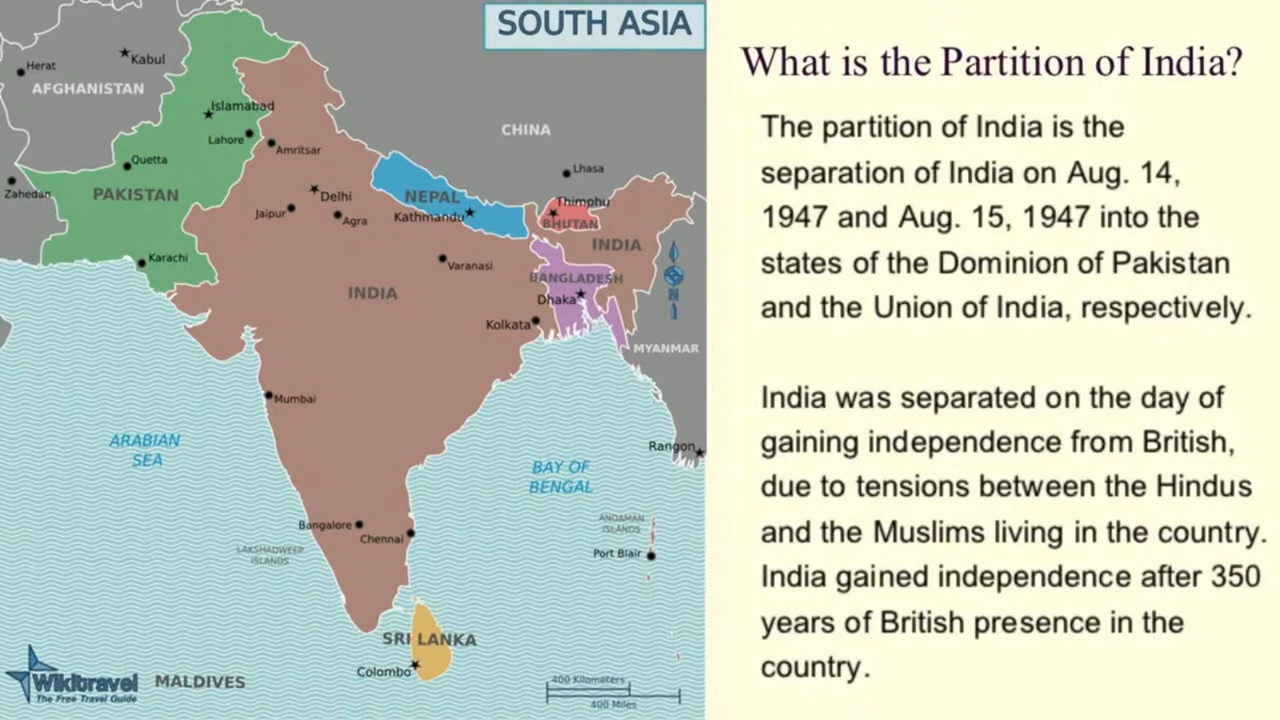 SOUTH ASIA
Kabul
Herat
AFGHANISTAN
Islamabad
Lahore
CHINA
Amritsar
Quetta
Lhasa
Zahedan
PAKISTAN
Delhi
NEPAL
Thimphu
Jaipur
Agra
Kathmandu
BHUTAN
INDIA
Karachi
Varanasi
BANGLADESH
N
INDIA
Dhaka
Kolkata
MYANMAR
Mumbai
ARABIAN
SEA
Rangon
BAY OF
BENGAL
Bangalore
Chennai
ANDAMAN
ISLANDS
LAKSHADWEEP
ISLANDS
Port Blair
SRI LANKA
Colombo
Wikitravel
The Free Travel Guide
MALDIVES
400 Kilometers
400 Miles
What is the Partition of India?
The partition of India is the
separation of India on Aug. 14,
1947 and Aug. 15, 1947 into the
states of the Dominion of Pakistan
and the Union of India, respectively.
India was separated on the day of
gaining independence from British,
due to tensions between the Hindus
and the Muslims living in the country.
India gained independence after 350
years of British presence in the
country.